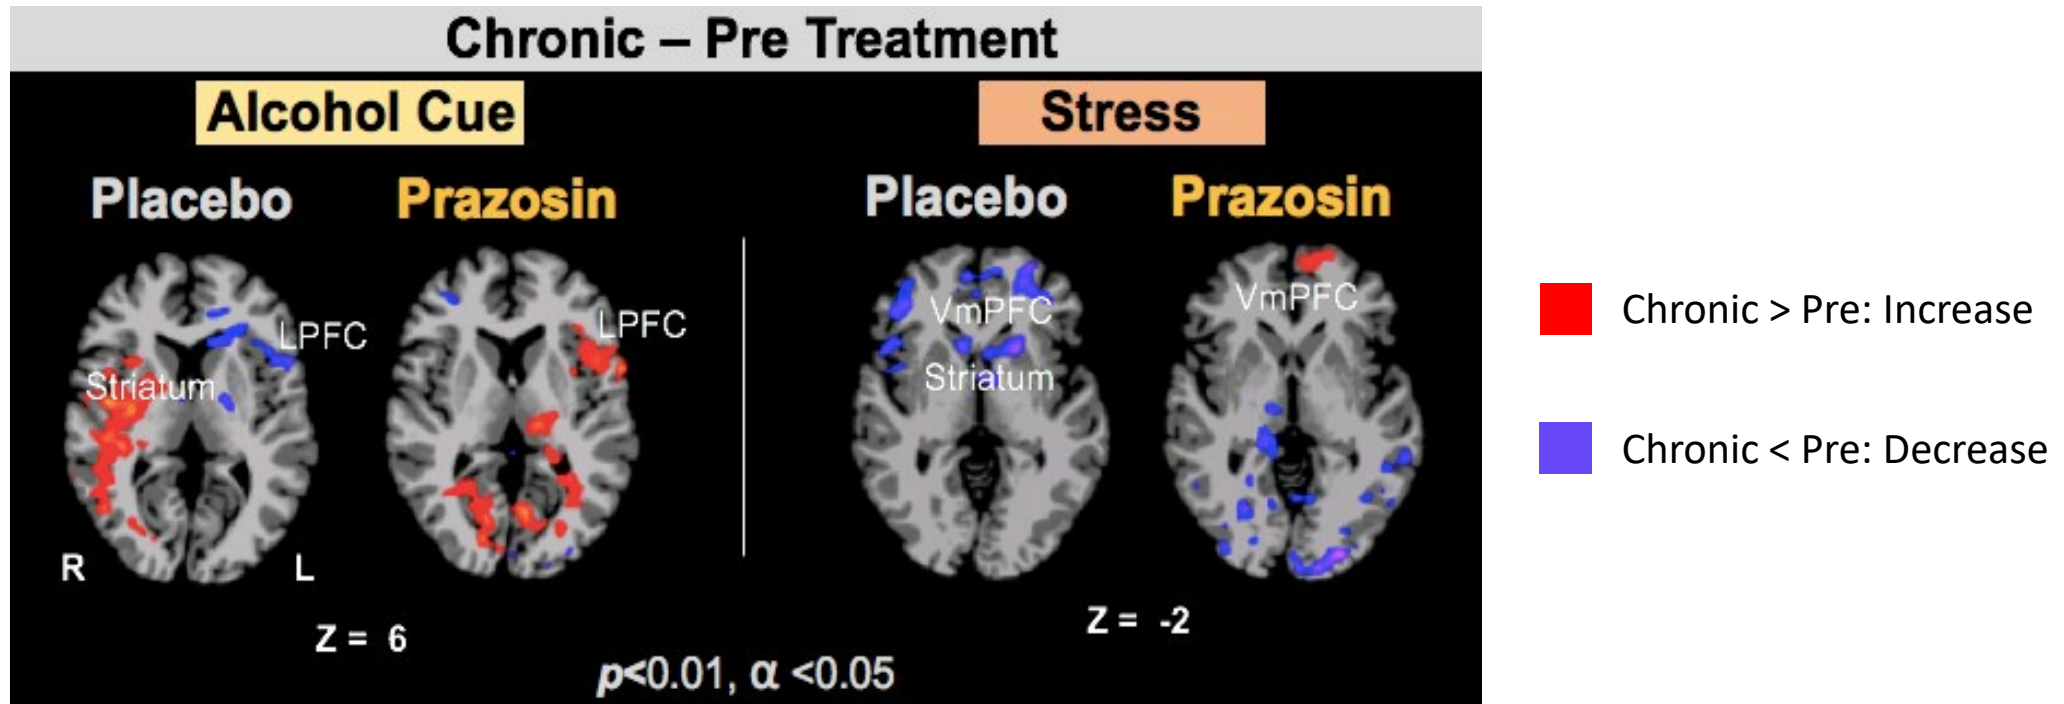 Chronic – Pre Treatment
Alcohol Cue
Stress
Placebo
Prazosin
Placebo
Prazosin
LPFC
LPFC
Striatum
VmPFC
Striatum
VmPFC
R
L
Z = 6
Z = -2
p<0.01, α <0.05
Chronic > Pre: Increase
Chronic < Pre: Decrease